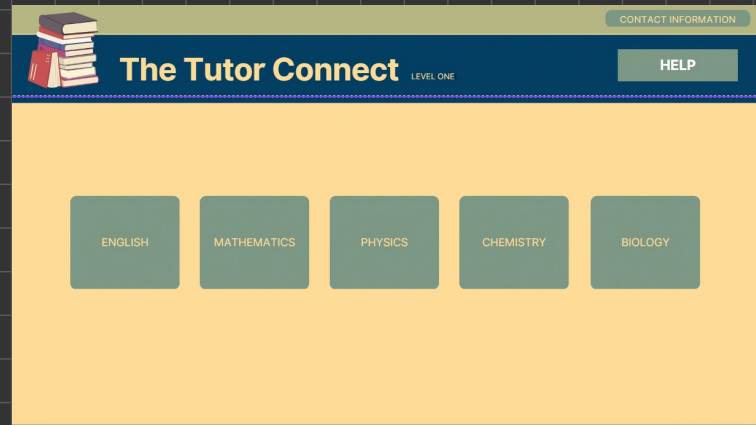 CONTACT INFORMATION
The Tutor Connect LEVEL ONE
HELP
ENGLISH
MATHEMATICS
PHYSICS
CHEMISTRY
BIOLOGY